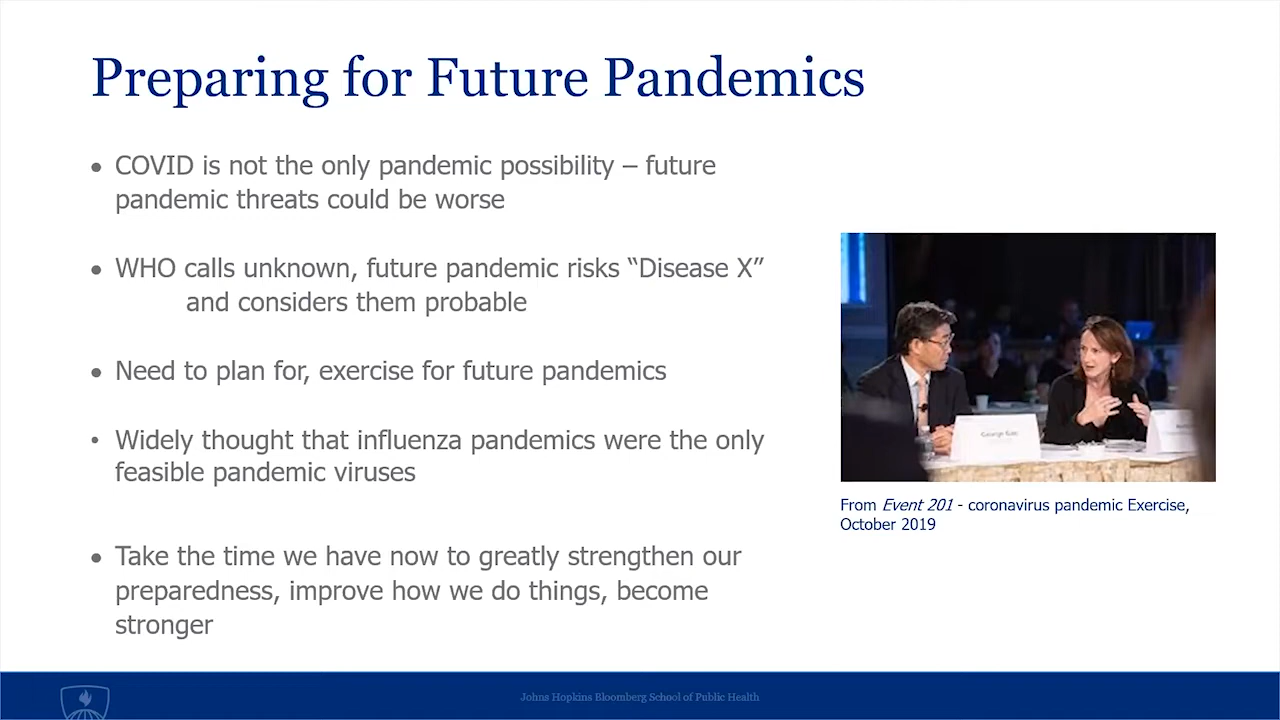 Preparing for Future Pandemics
• COVID is not the only pandemic possibility – future
pandemic threats could be worse
• WHO calls unknown, future pandemic risks “Disease X”
and considers them probable
• Need to plan for, exercise for future pandemics
• Widely thought that influenza pandemics were the only
feasible pandemic viruses
• Take the time we have now to greatly strengthen our
preparedness, improve how we do things, become
stronger
George Gao
From Event 201 - coronavirus pandemic Exercise,
October 2019
Johns Hopkins Bloomberg School of Public Health